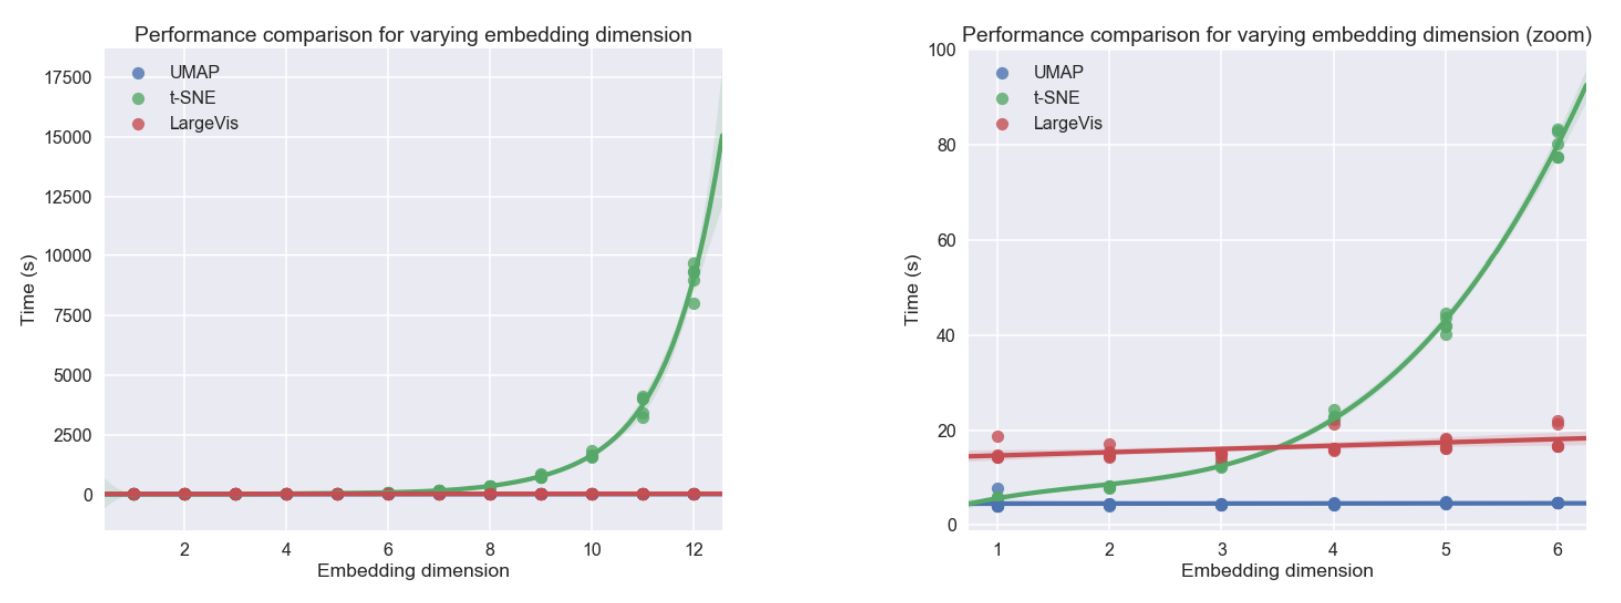 Performance comparison for varying embedding dimension
UMAP
t-SNE
LargeVis
17500
15000
12500
10000
7500
5000
2500
0
Time (s)
2 4 6 8 10 12
Embedding dimension
Performance comparison for varying embedding dimension (zoom)
UMAP
t-SNE
LargeVis
100
80
60
40
20
0
Time (s)
1 2 3 4 5 6
Embedding dimension